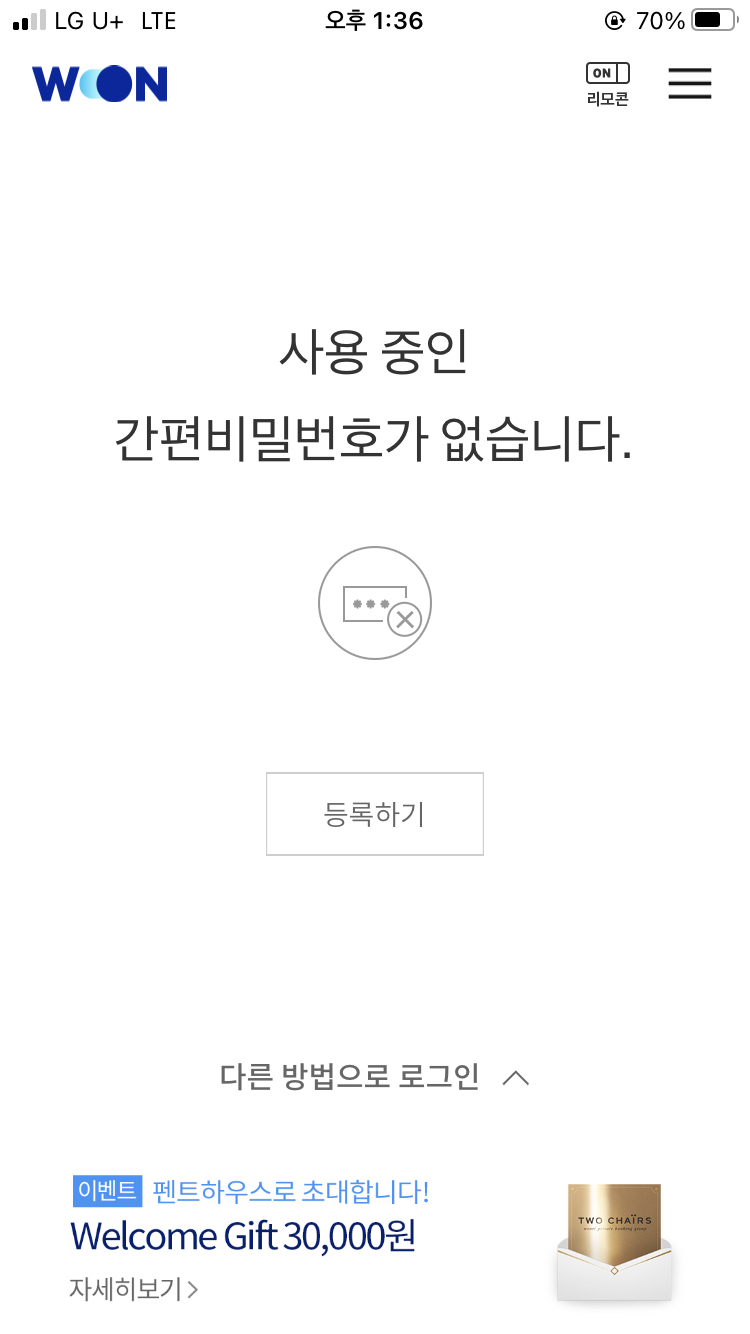 LG U+ LTE 오후 1:36 70%
WON ON
리모콘
사용 중인
간편비밀번호가 없습니다.
등록하기
다른 방법으로 로그인
이벤트 펜트하우스로 초대합니다!
Welcome Gift 30,000원
TWO CHAIRS
자세히보기